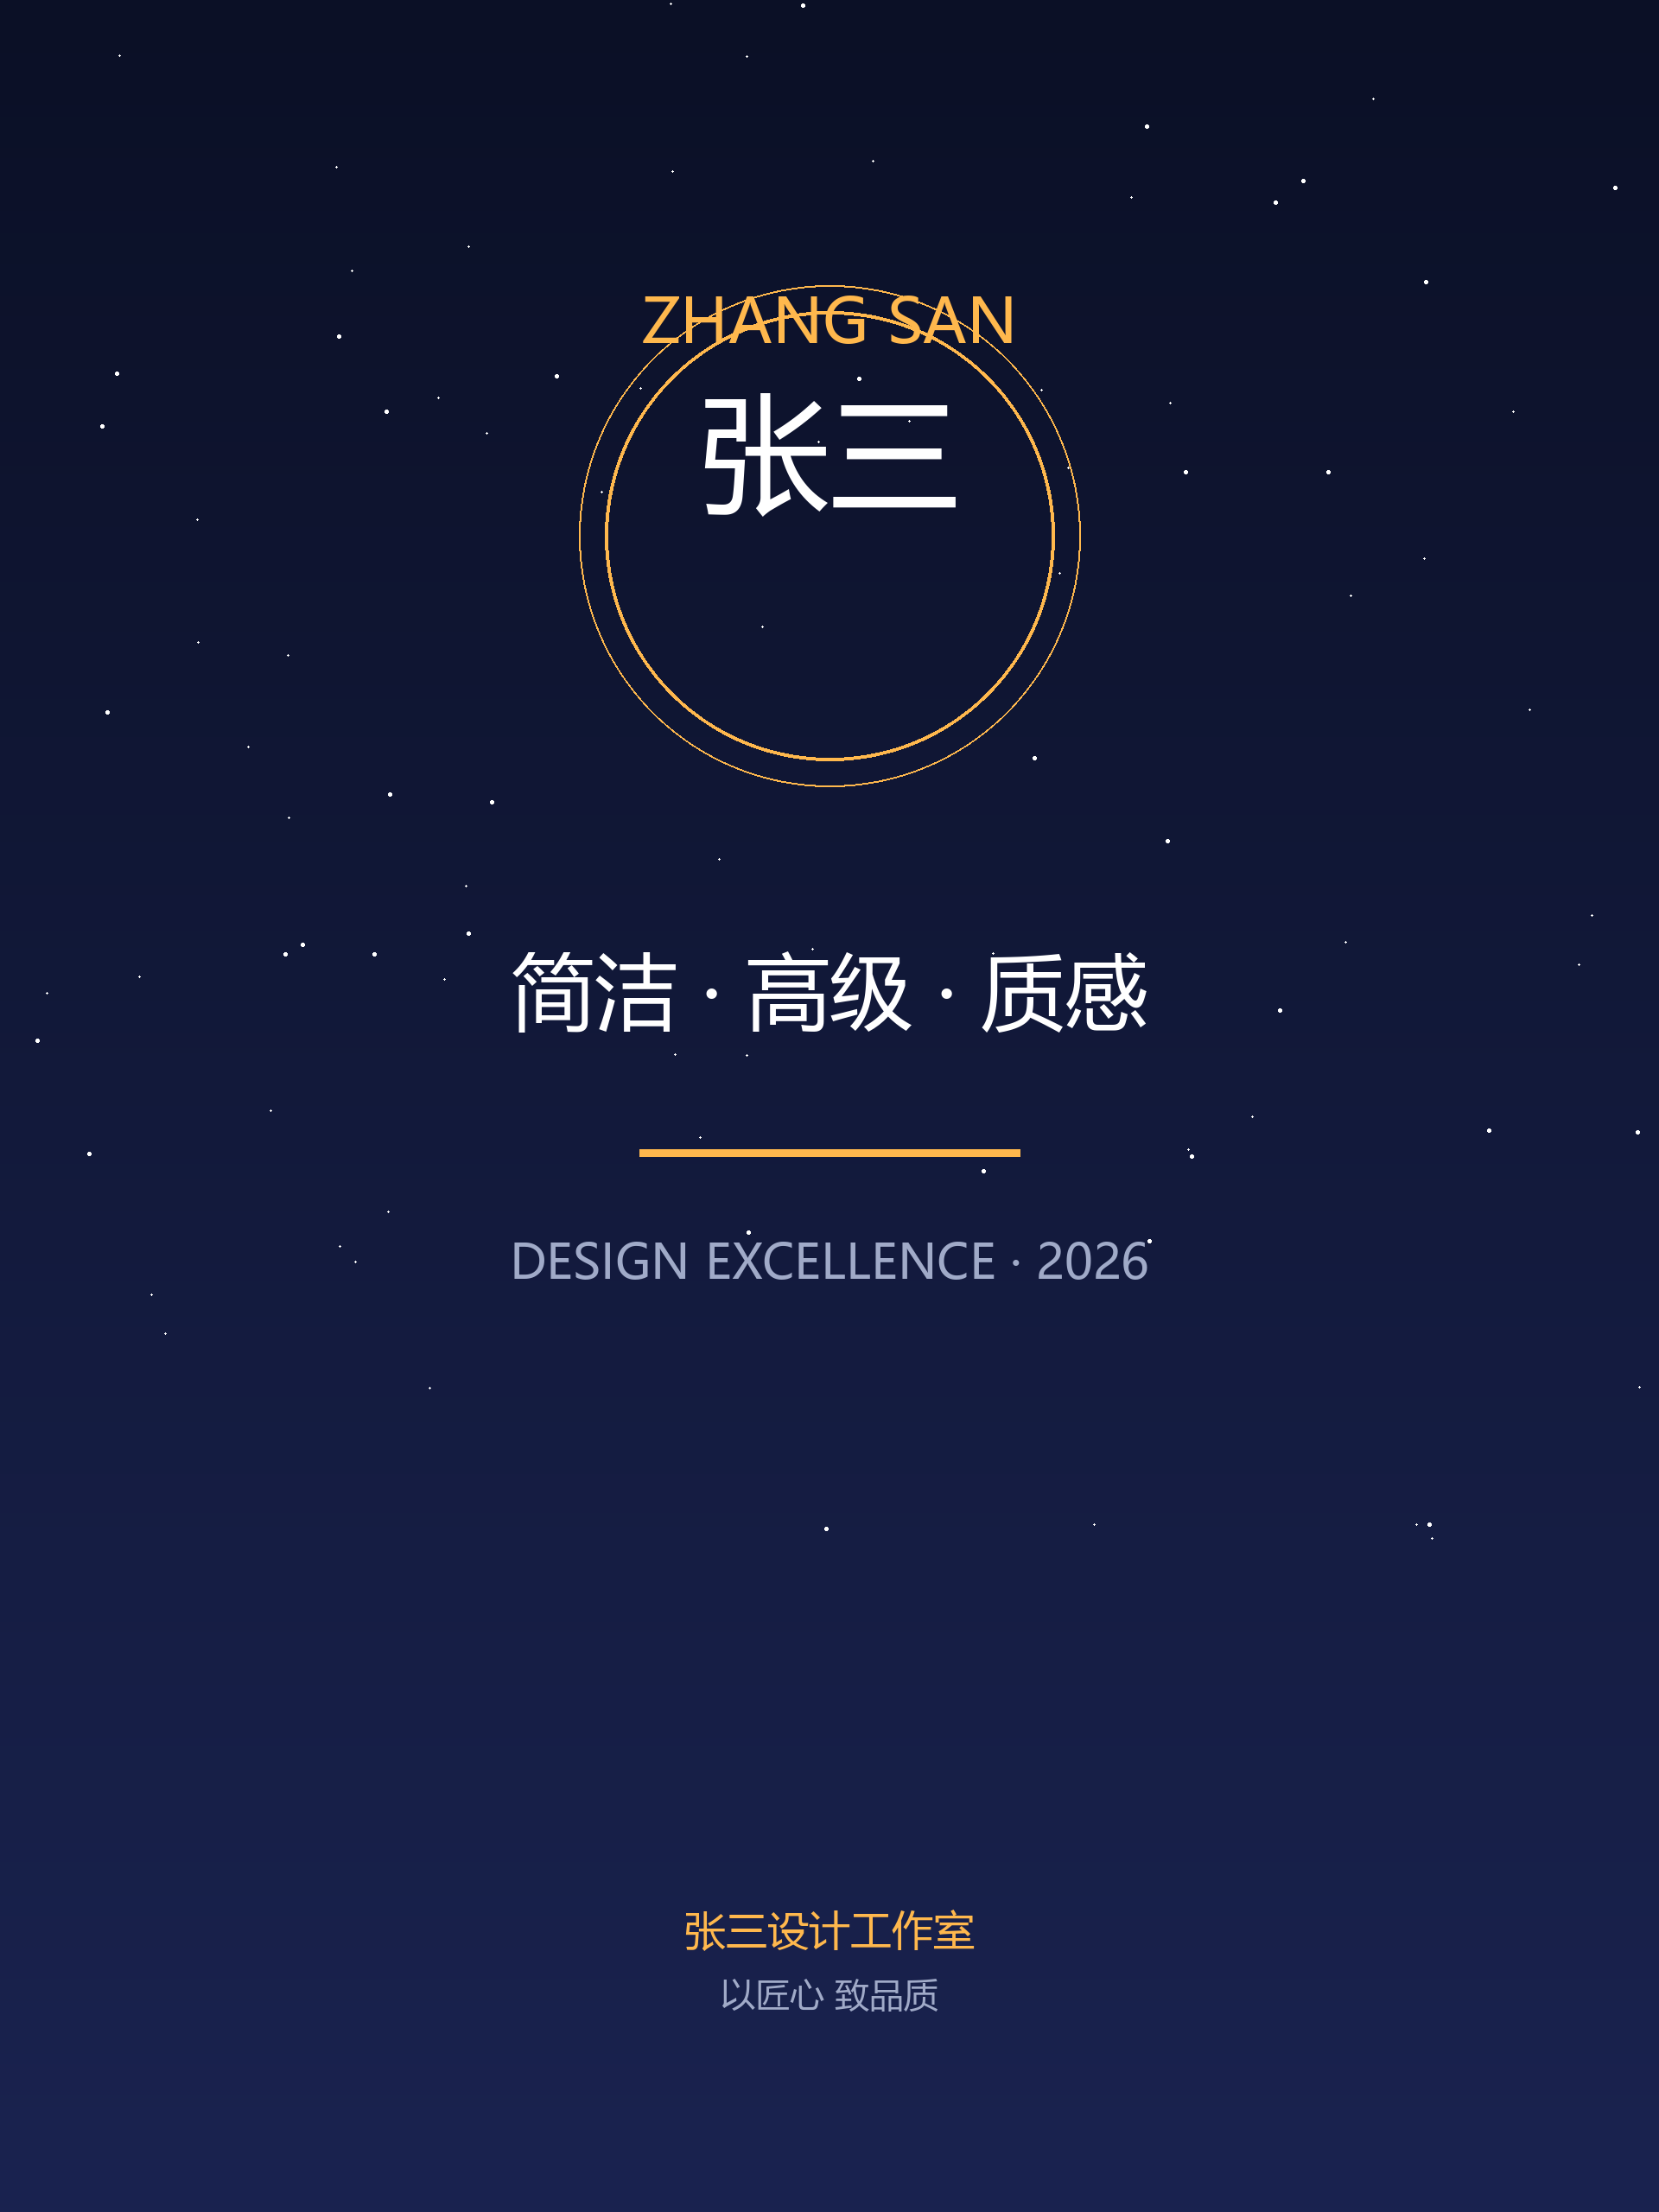 ZHANG SAN
张三
简洁 · 高级 · 质感
DESIGN EXCELLENCE · 2026
张三设计工作室
以匠心 致品质